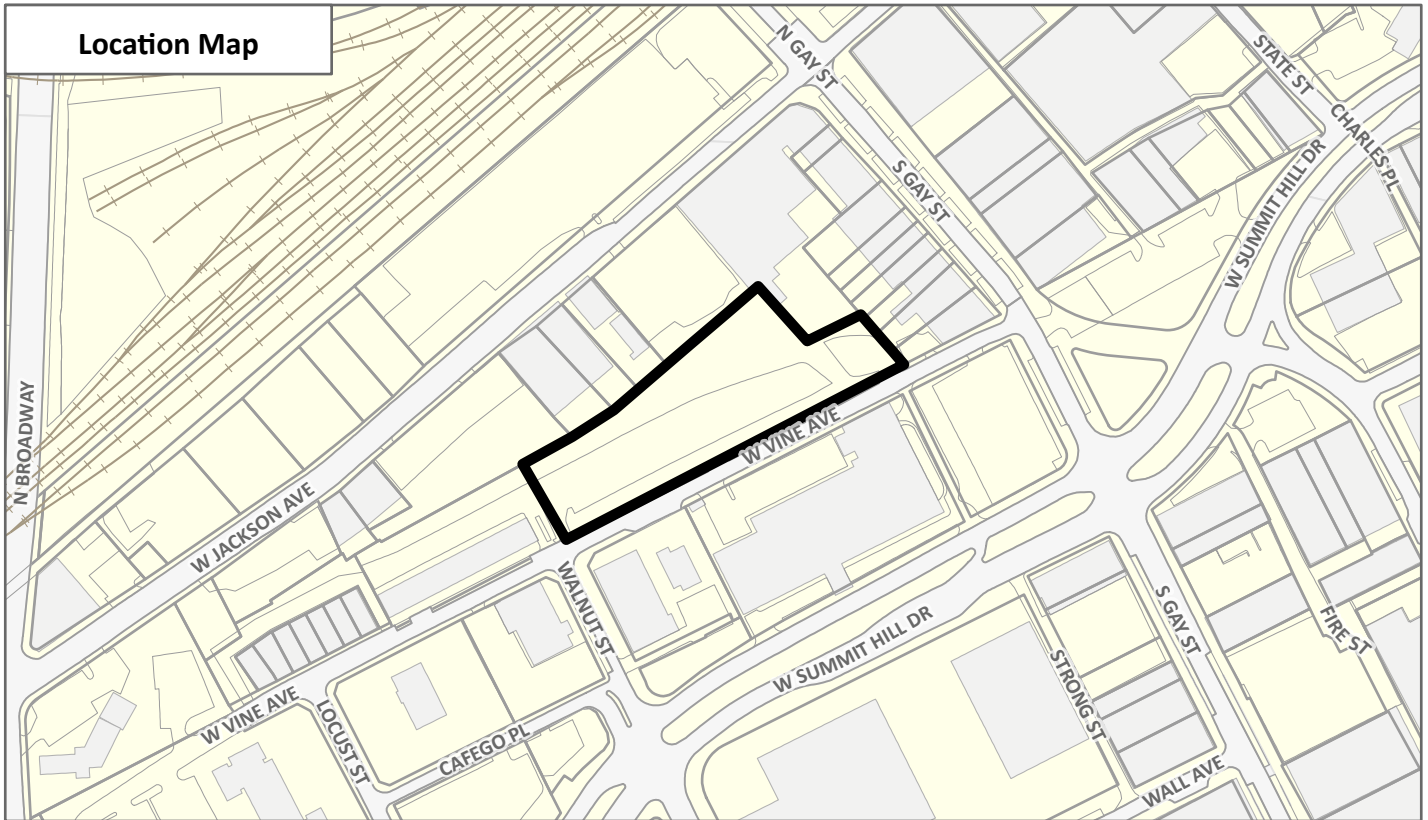 Location Map
N GAY ST
STATE ST
CHARLES PL
W SUMMIT HILL DR
S GAY ST
N BROADWAY
W VINE AVE
W JACKSON AVE
WALNUT ST
W SUMMIT HILL DR
S GAY ST
FIRE ST
STRONG ST
W VINE AVE
LOCUST ST
CAFEGO PL
WALL AVE